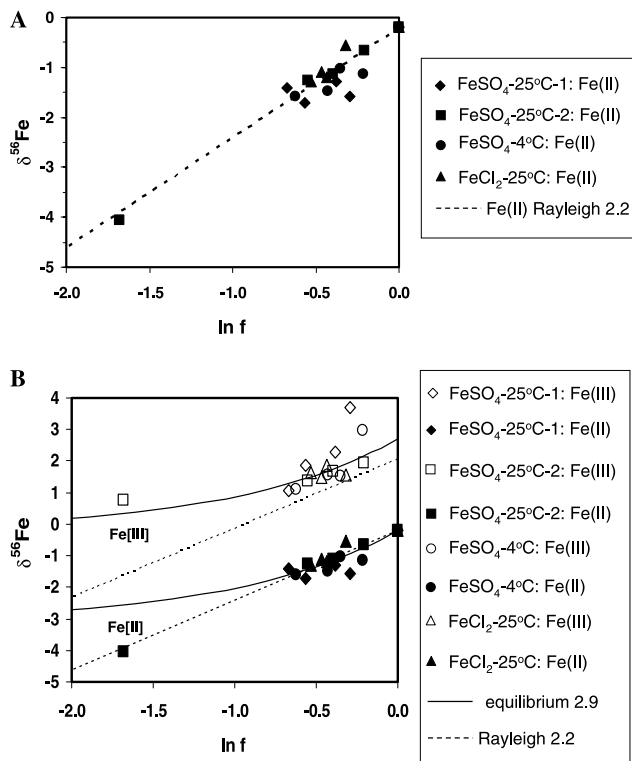 A
0
-1
-2
-3
-4
-5
δ⁵⁶Fe
-2.0 -1.5 -1.0 -0.5 0.0
ln f
FeSO₄-25°C-1: Fe(II)
FeSO₄-25°C-2: Fe(II)
FeSO₄-4°C: Fe(II)
FeCl₂-25°C: Fe(II)
Fe(II) Rayleigh 2.2
B
4
3
2
1
0
-1
-2
-3
-4
-5
δ⁵⁶Fe
Fe[III]
Fe[II]
-2.0 -1.5 -1.0 -0.5 0.0
ln f
FeSO₄-25°C-1: Fe(III)
FeSO₄-25°C-1: Fe(II)
FeSO₄-25°C-2: Fe(III)
FeSO₄-25°C-2: Fe(II)
FeSO₄-4°C: Fe(III)
FeSO₄-4°C: Fe(II)
FeCl₂-25°C: Fe(III)
FeCl₂-25°C: Fe(II)
equilibrium 2.9
Rayleigh 2.2